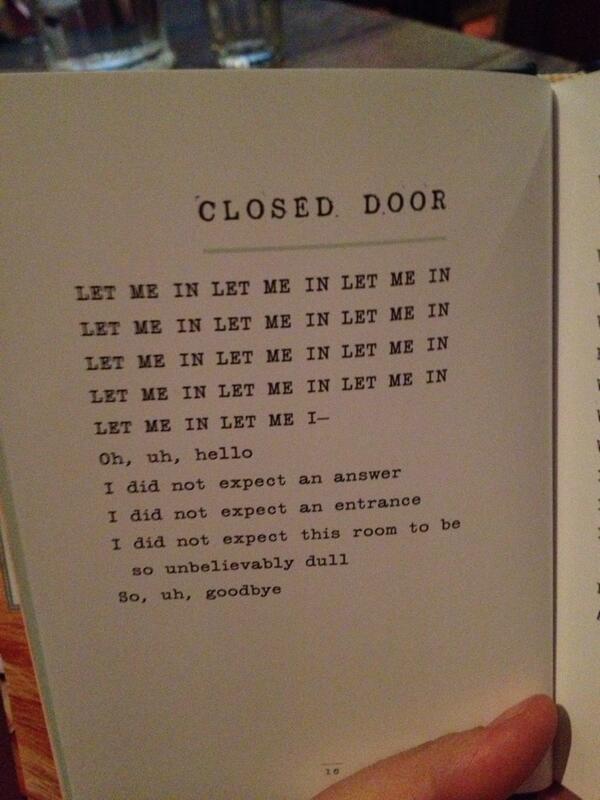 CLOSED DOOR
LET ME IN LET ME IN LET ME IN
LET ME IN LET ME IN LET ME IN
LET ME IN LET ME IN LET ME IN
LET ME IN LET ME IN LET ME IN
LET ME IN LET ME I—
Oh, uh, hello
I did not expect an answer
I did not expect an entrance
I did not expect this room to be
so unbelievably dull
So, uh, goodbye